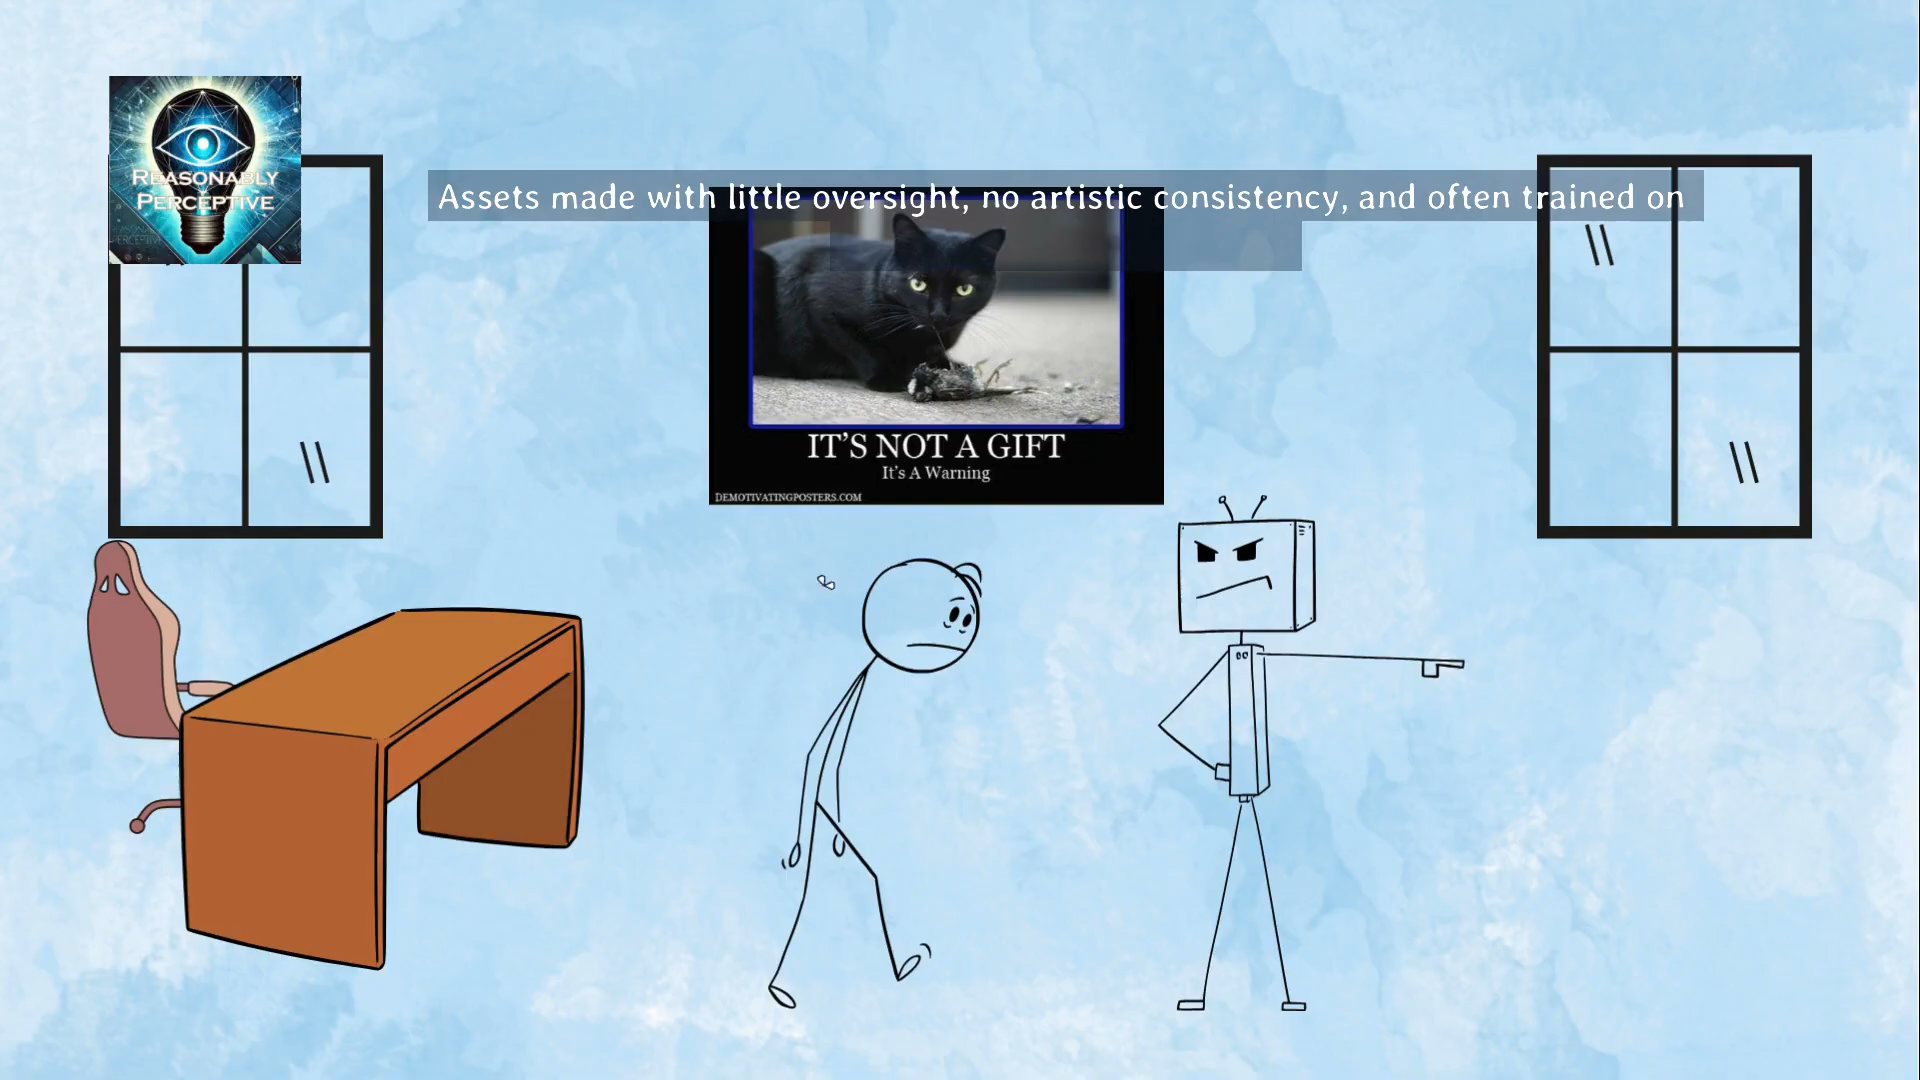 REASONABLY
PERCEPTIVE
Assets made with little oversight, no artistic consistency, and often trained on
IT'S NOT A GIFT
It's A Warning
DEMOTIVATINGPOSTERS.COM